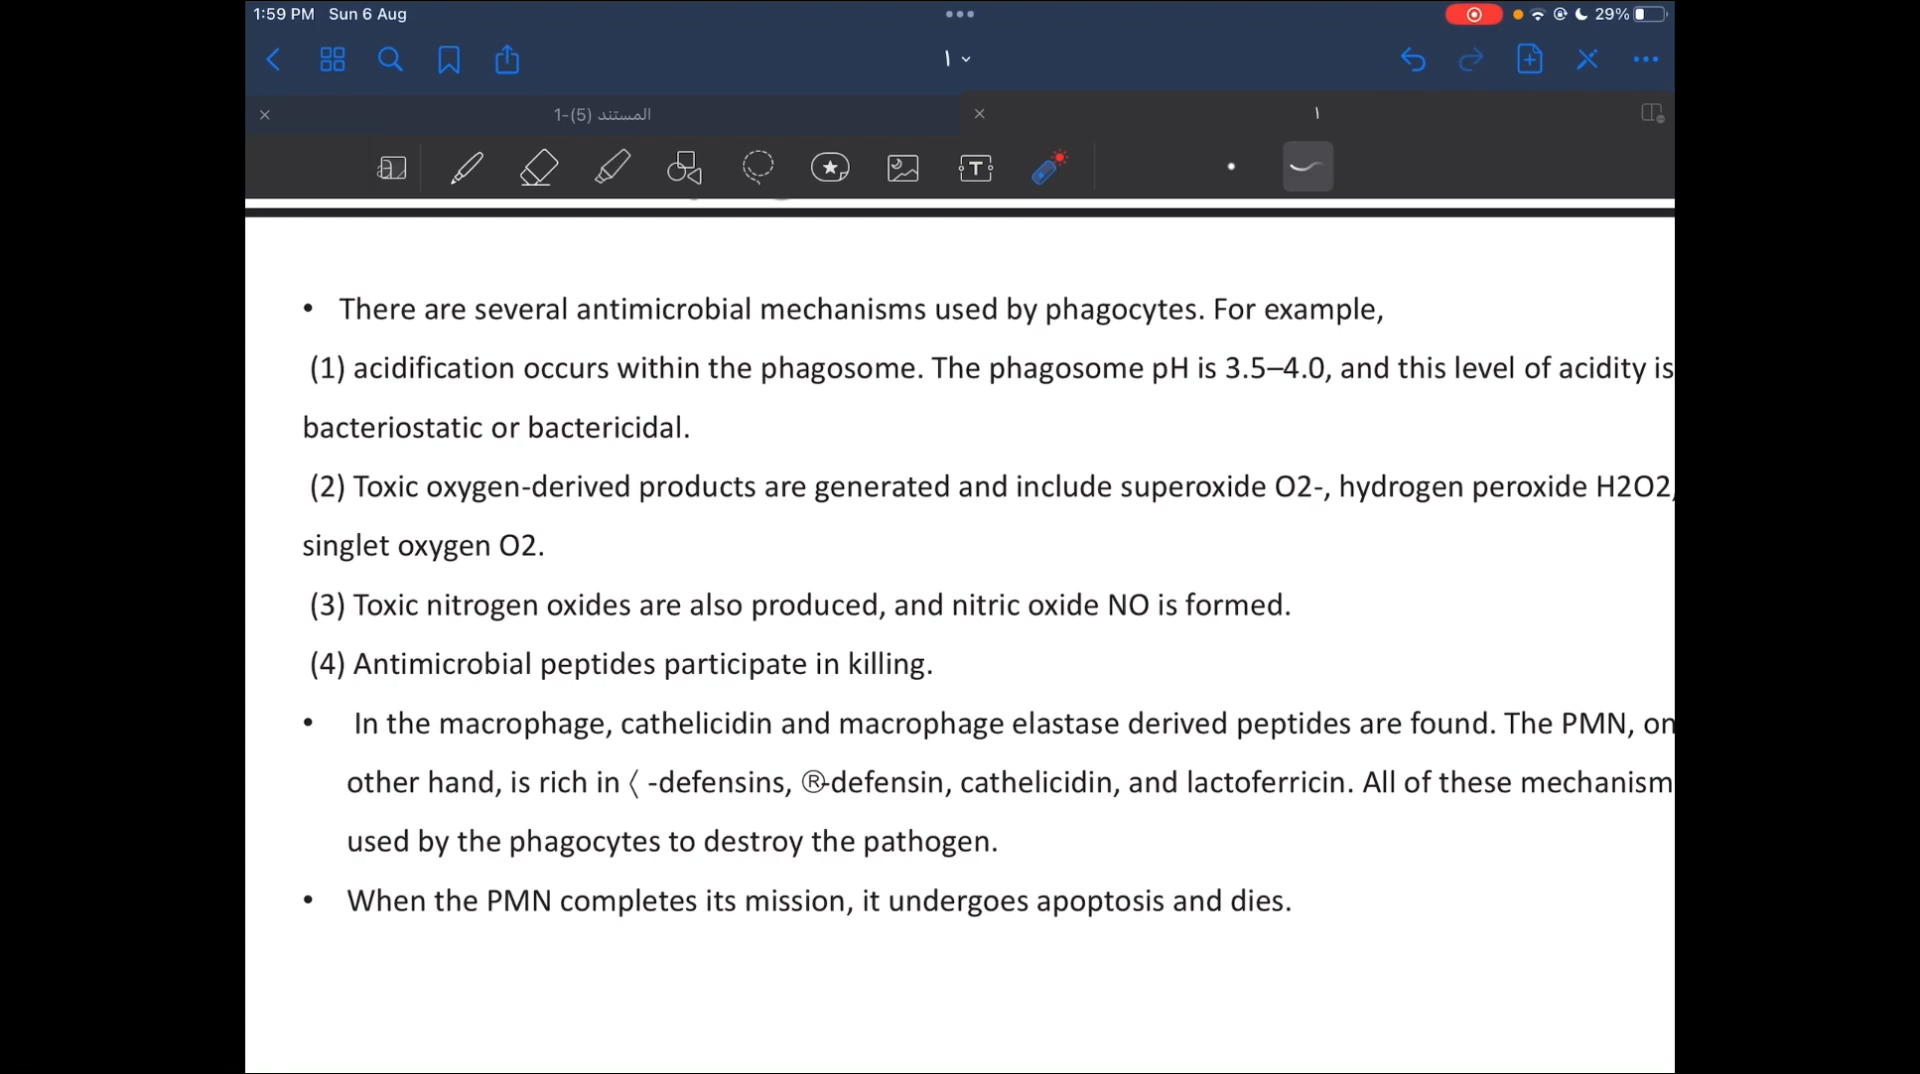 1:59 PM Sun 6 Aug
29%
١
المستند (5)-1
١
T
• There are several antimicrobial mechanisms used by phagocytes. For example,
(1) acidification occurs within the phagosome. The phagosome pH is 3.5–4.0, and this level of acidity is
bacteriostatic or bactericidal.
(2) Toxic oxygen-derived products are generated and include superoxide O2-, hydrogen peroxide H2O2,
singlet oxygen O2.
(3) Toxic nitrogen oxides are also produced, and nitric oxide NO is formed.
(4) Antimicrobial peptides participate in killing.
• In the macrophage, cathelicidin and macrophage elastase derived peptides are found. The PMN, on
other hand, is rich in 〈 -defensins, ®-defensin, cathelicidin, and lactoferricin. All of these mechanism
used by the phagocytes to destroy the pathogen.
• When the PMN completes its mission, it undergoes apoptosis and dies.